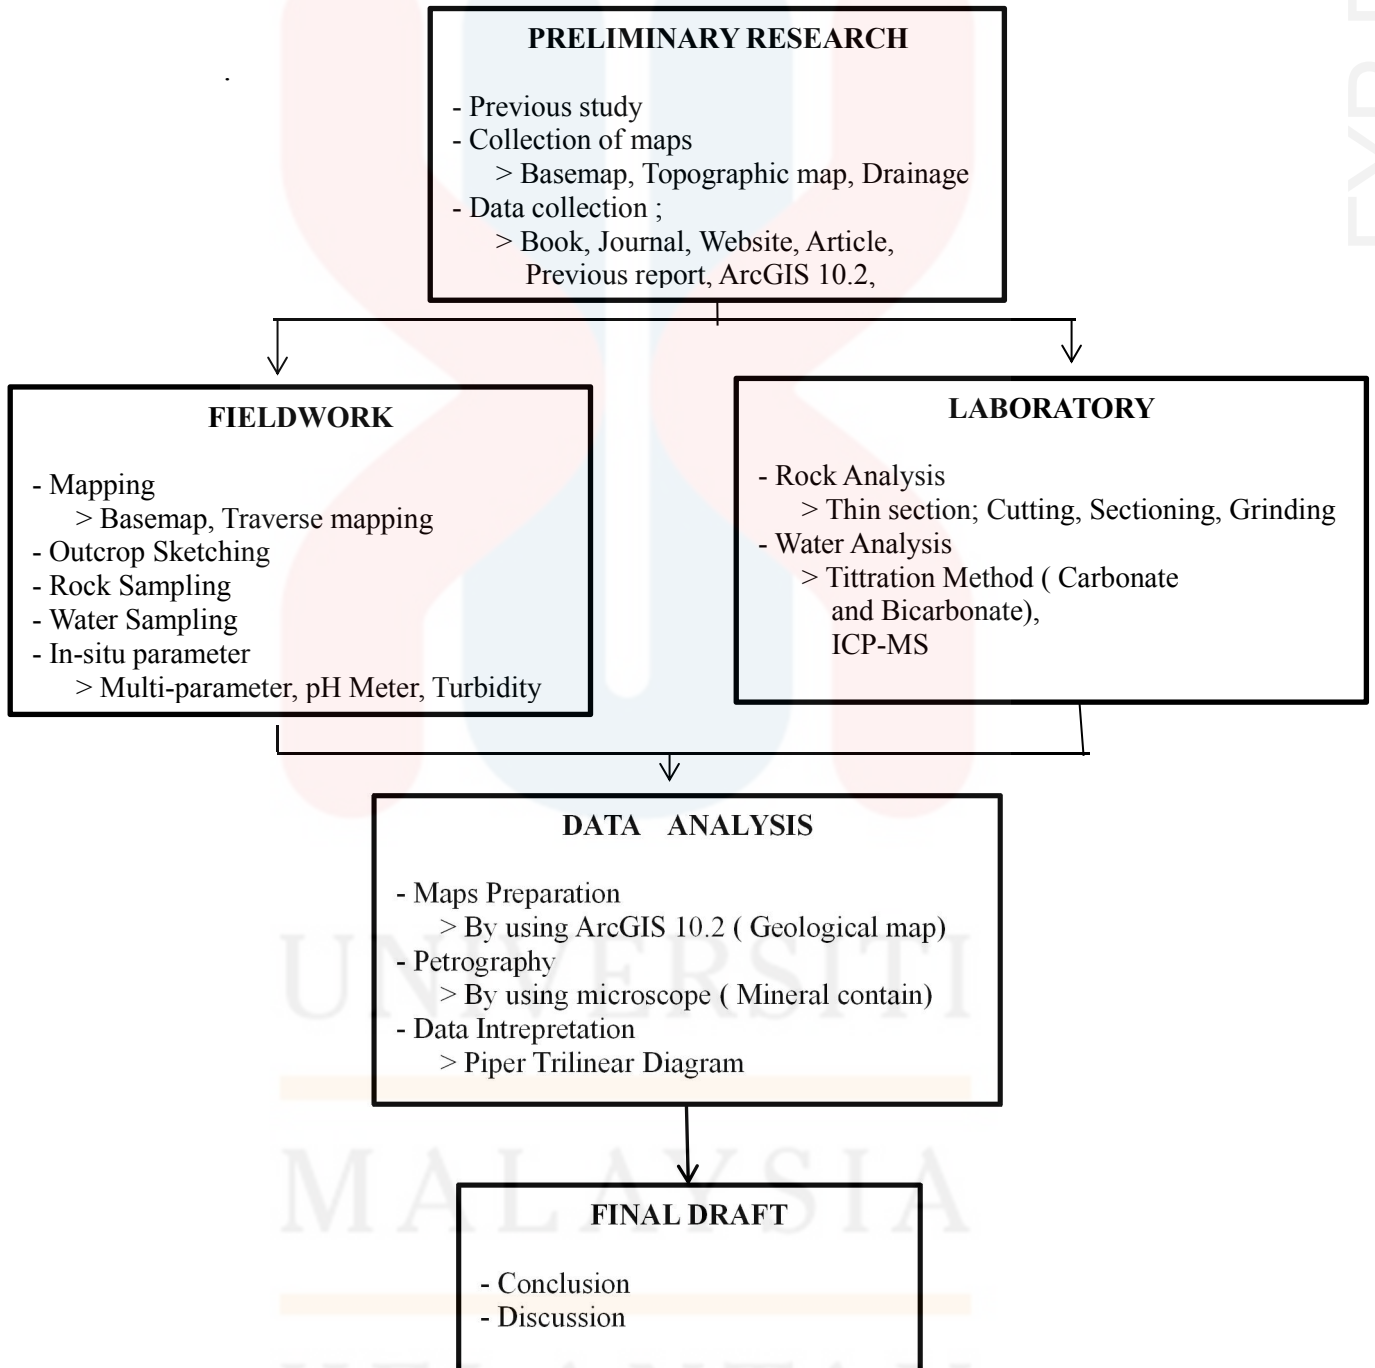 PRELIMINARY RESEARCH
- Previous study
- Collection of maps
> Basemap, Topographic map, Drainage
- Data collection ;
> Book, Journal, Website, Article,
Previous report, ArcGIS 10.2,
FIELDWORK
- Mapping
> Basemap, Traverse mapping
- Outcrop Sketching
- Rock Sampling
- Water Sampling
- In-situ parameter
> Multi-parameter, pH Meter, Turbidity
LABORATORY
- Rock Analysis
> Thin section; Cutting, Sectioning, Grinding
- Water Analysis
> Tittration Method ( Carbonate
and Bicarbonate),
ICP-MS
DATA ANALYSIS
- Maps Preparation
> By using ArcGIS 10.2 ( Geological map)
- Petrography
> By using microscope ( Mineral contain)
- Data Intrepretation
> Piper Trilinear Diagram
FINAL DRAFT
- Conclusion
- Discussion
UNIVERSITI
MALAYSIA